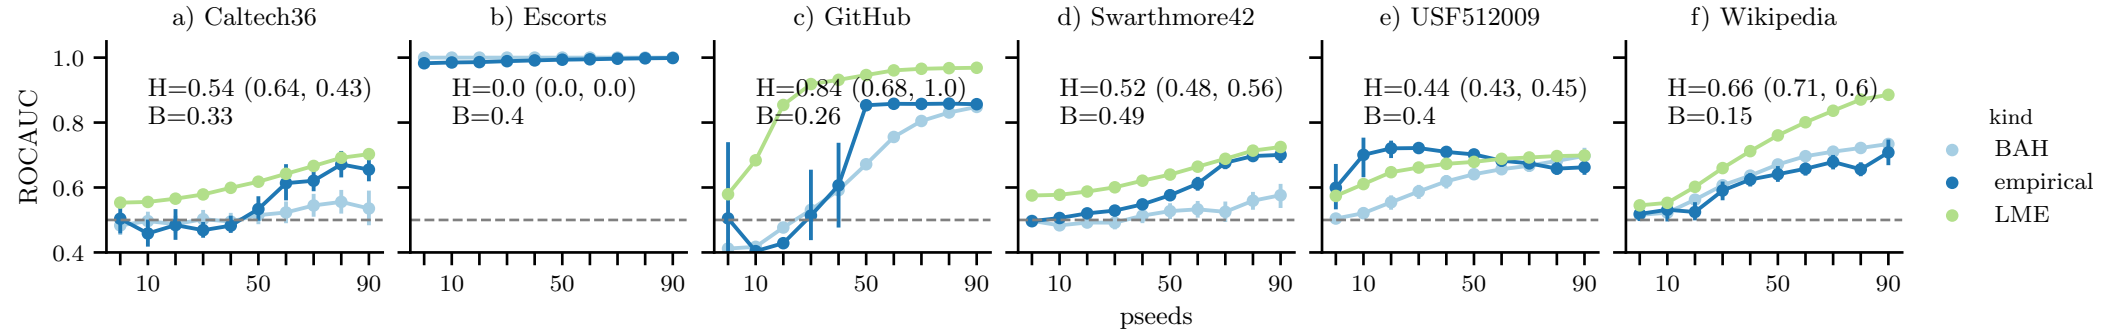 a) Caltech36
b) Escorts
c) GitHub
d) Swarthmore42
e) USF512009
f) Wikipedia
ROCAUC
1.0
0.8
0.6
0.4
H=0.54 (0.64, 0.43)
B=0.33
H=0.0 (0.0, 0.0)
B=0.4
H=0.84 (0.68, 1.0)
B=0.26
H=0.52 (0.48, 0.56)
B=0.49
H=0.44 (0.43, 0.45)
B=0.4
H=0.66 (0.71, 0.6)
B=0.15
10 50 90
10 50 90
10 50 90
10 50 90
10 50 90
10 50 90
pseeds
kind
BAH
empirical
LME